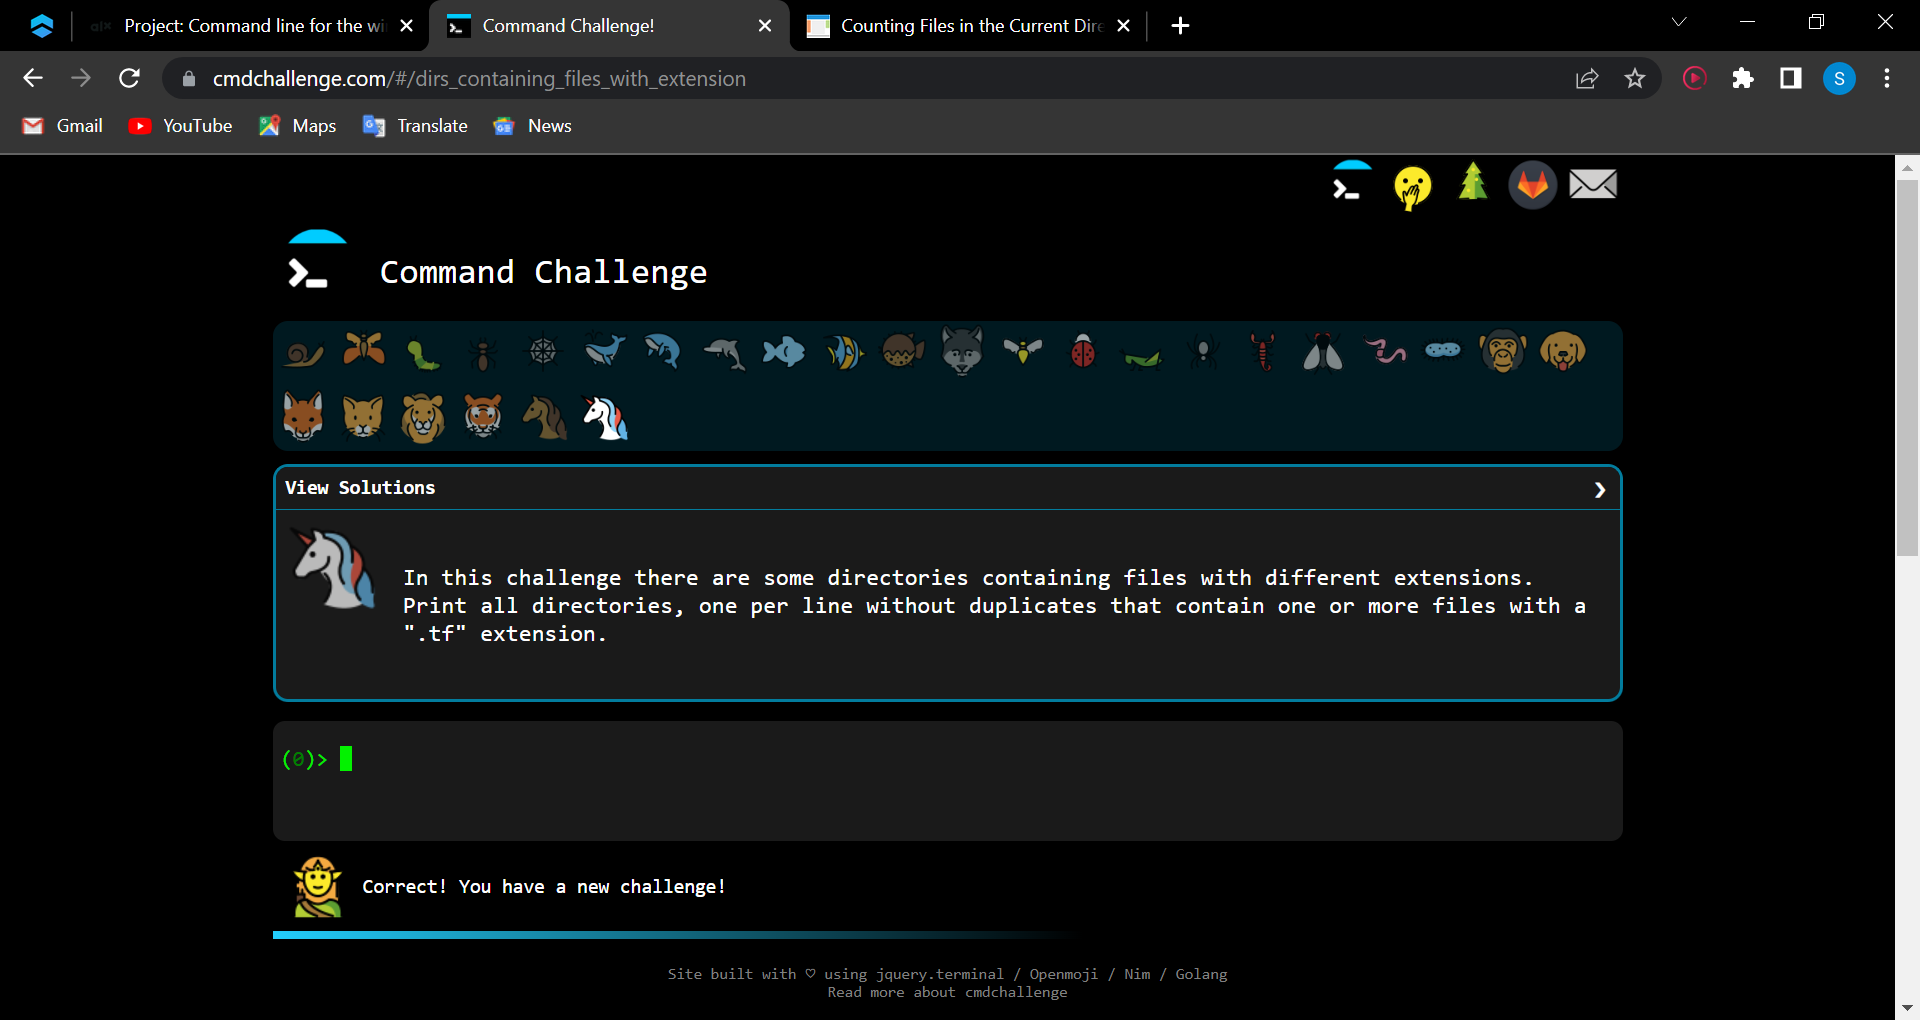 alx Project: Command line for the wi
Command Challenge!
Counting Files in the Current Dire
cmdchallenge.com/#/dirs_containing_files_with_extension
S
Gmail
YouTube
Maps
Translate
News
Command Challenge
View Solutions
In this challenge there are some directories containing files with different extensions.
Print all directories, one per line without duplicates that contain one or more files with a
".tf" extension.
(0)>
Correct! You have a new challenge!
Site built with ♡ using jquery.terminal / Openmoji / Nim / Golang
Read more about cmdchallenge